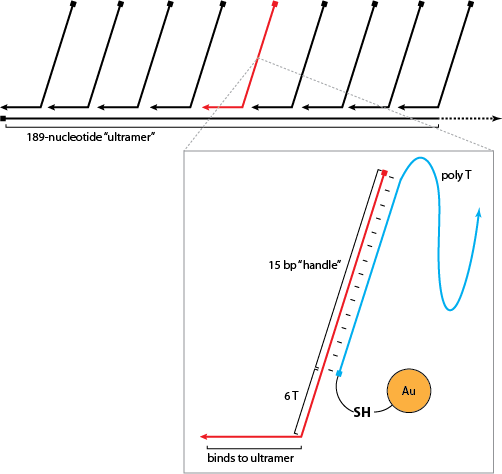 189-nucleotide “ultramer”
poly T
15 bp “handle”
6 T
Au
SH
binds to ultramer